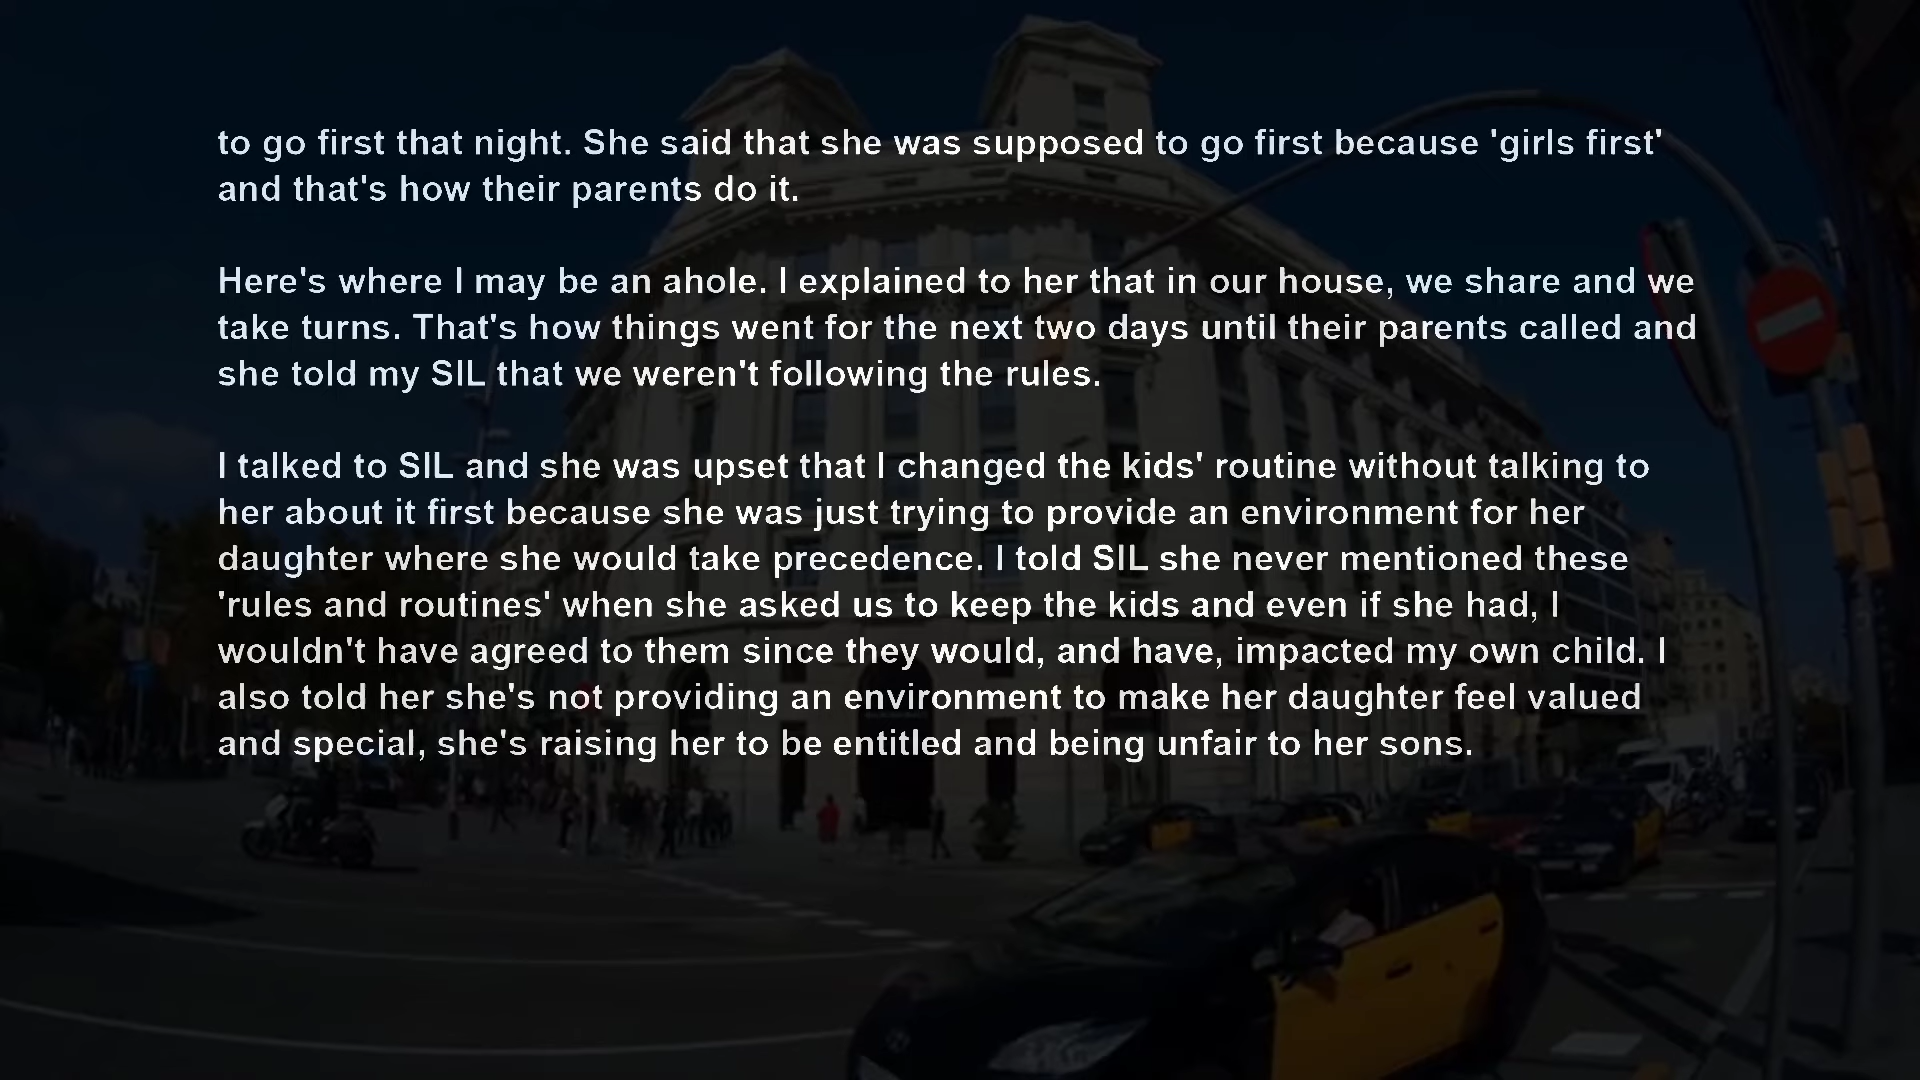 to go first that night. She said that she was supposed to go first because 'girls first'
and that's how their parents do it.
Here's where I may be an ahole. I explained to her that in our house, we share and we
take turns. That's how things went for the next two days until their parents called and
she told my SIL that we weren't following the rules.
I talked to SIL and she was upset that I changed the kids' routine without talking to
her about it first because she was just trying to provide an environment for her
daughter where she would take precedence. I told SIL she never mentioned these
'rules and routines' when she asked us to keep the kids and even if she had, I
wouldn't have agreed to them since they would, and have, impacted my own child. I
also told her she's not providing an environment to make her daughter feel valued
and special, she's raising her to be entitled and being unfair to her sons.